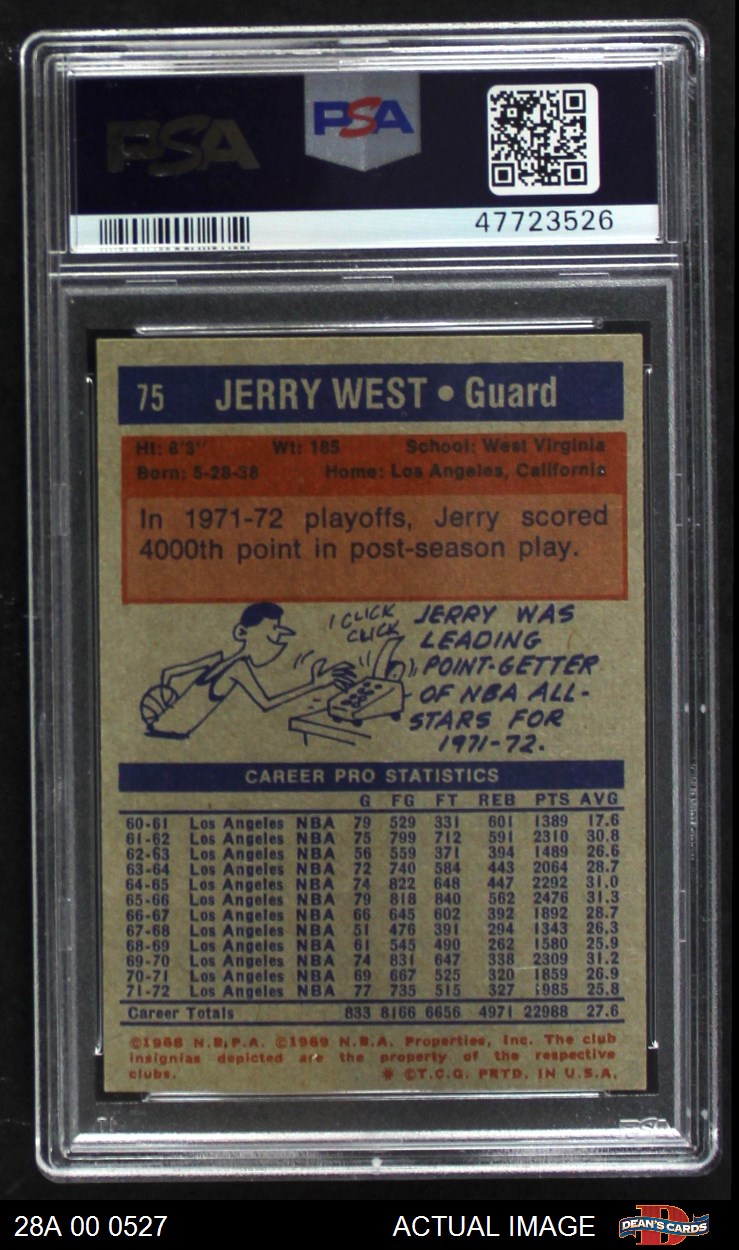 PSA
PSA
47723526
75 JERRY WEST • Guard
Ht: 6'3" Wt: 185 School: West Virginia
Born: 5-28-38 Home: Los Angeles, California
In 1971-72 playoffs, Jerry scored
4000th point in post-season play.
I CLICK
CLICK
JERRY WAS
LEADING
POINT-GETTER
OF NBA ALL-
STARS FOR
1971-72.
CAREER PRO STATISTICS
G FG FT REB PTS AVG
60-61 Los Angeles NBA 79 529 331 601 1389 17.6
61-62 Los Angeles NBA 75 799 712 591 2310 30.8
62-63 Los Angeles NBA 56 559 371 394 1489 26.6
63-64 Los Angeles NBA 72 740 584 443 2064 28.7
64-65 Los Angeles NBA 74 822 648 447 2292 31.0
65-66 Los Angeles NBA 79 818 840 562 2476 31.3
66-67 Los Angeles NBA 66 645 602 392 1892 28.7
67-68 Los Angeles NBA 51 476 391 294 1343 26.3
68-69 Los Angeles NBA 61 545 490 262 1580 25.9
69-70 Los Angeles NBA 74 831 647 338 2309 31.2
70-71 Los Angeles NBA 69 667 525 320 1859 26.9
71-72 Los Angeles NBA 77 735 515 327 1985 25.8
Career Totals 833 8166 6656 4971 22988 27.6
©1968 N.B.P.A. ©1969 N.B.A. Properties, Inc. The club
insignias depicted are the property of the respective
clubs. * ©T.C.G. PRTD. IN U.S.A.
PSA
28A 00 0527 ACTUAL IMAGE DEAN'S CARDS